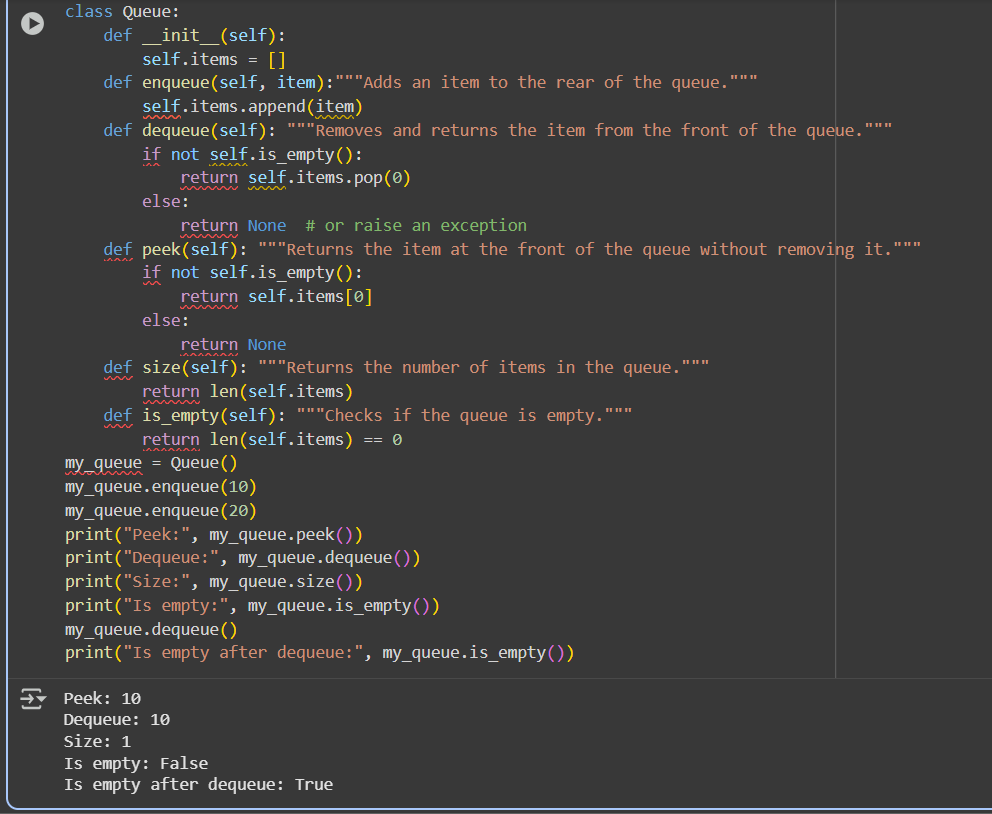 class Queue:
    def __init__(self):
        self.items = []
    def enqueue(self, item):"""Adds an item to the rear of the queue."""
        self.items.append(item)
    def dequeue(self): """Removes and returns the item from the front of the queue."""
        if not self.is_empty():
            return self.items.pop(0)
        else:
            return None  # or raise an exception
    def peek(self): """Returns the item at the front of the queue without removing it."""
        if not self.is_empty():
            return self.items[0]
        else:
            return None
    def size(self): """Returns the number of items in the queue."""
        return len(self.items)
    def is_empty(self): """Checks if the queue is empty."""
        return len(self.items) == 0
my_queue = Queue()
my_queue.enqueue(10)
my_queue.enqueue(20)
print("Peek:", my_queue.peek())
print("Dequeue:", my_queue.dequeue())
print("Size:", my_queue.size())
print("Is empty:", my_queue.is_empty())
my_queue.dequeue()
print("Is empty after dequeue:", my_queue.is_empty())
Peek: 10
Dequeue: 10
Size: 1
Is empty: False
Is empty after dequeue: True